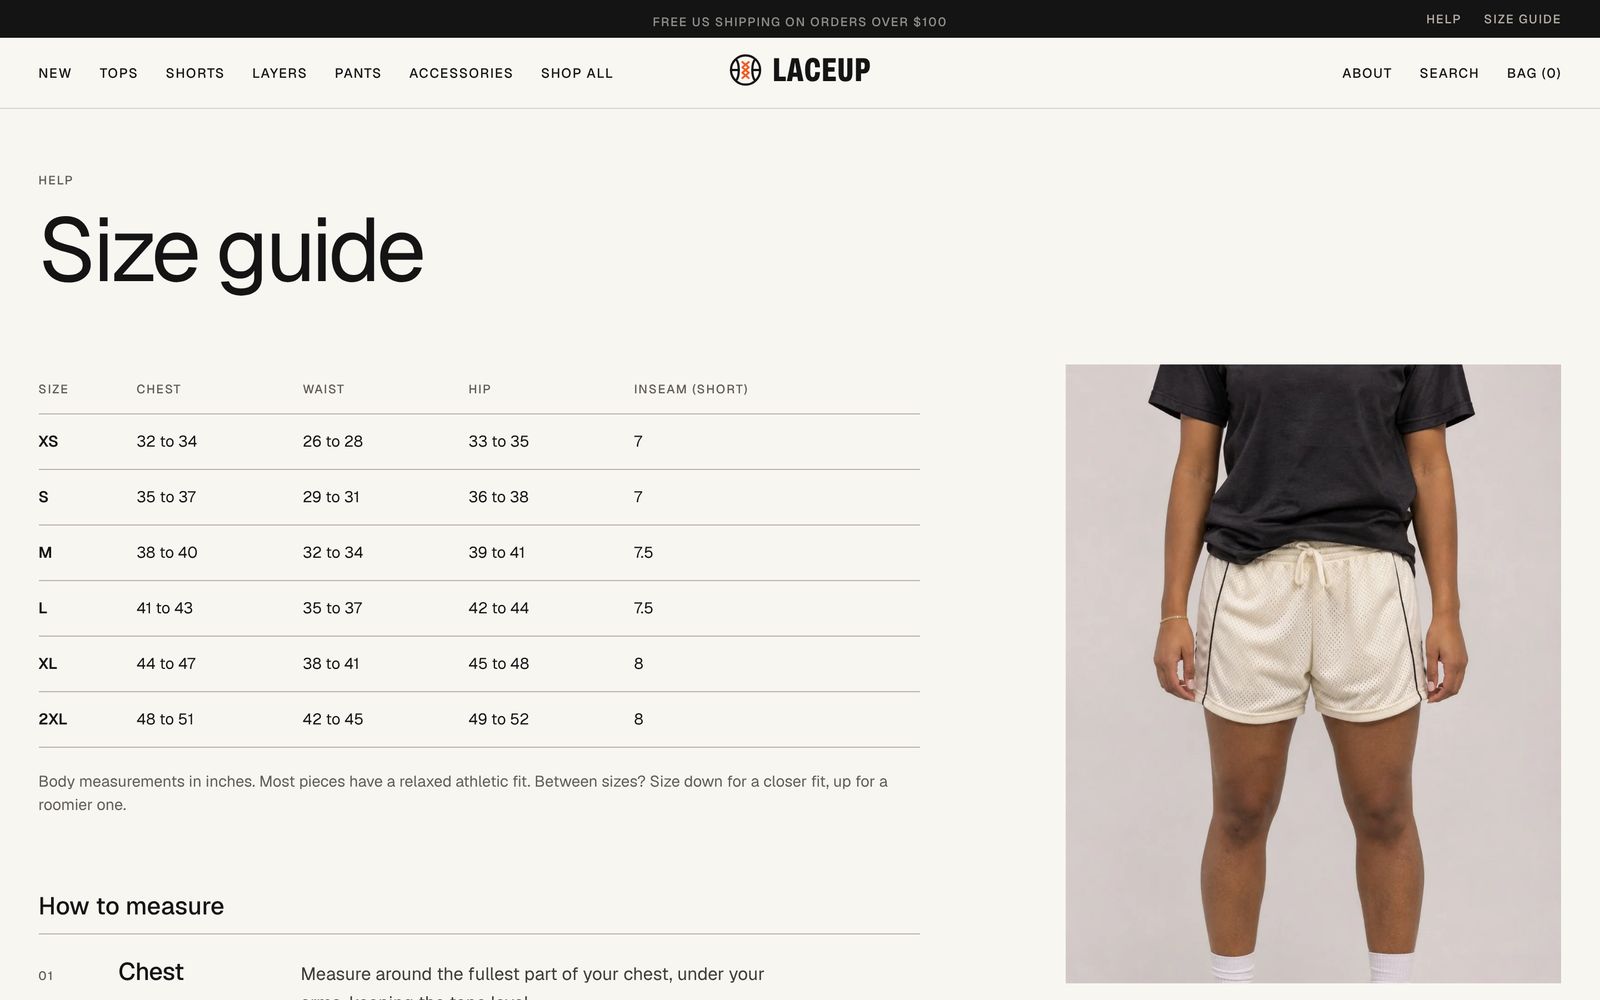 FREE US SHIPPING ON ORDERS OVER $100
HELP SIZE GUIDE
NEW TOPS SHORTS LAYERS PANTS ACCESSORIES SHOP ALL
LACEUP
ABOUT SEARCH BAG (0)
HELP
Size guide
SIZE CHEST WAIST HIP INSEAM (SHORT)
XS 32 to 34 26 to 28 33 to 35 7
S 35 to 37 29 to 31 36 to 38 7
M 38 to 40 32 to 34 39 to 41 7.5
L 41 to 43 35 to 37 42 to 44 7.5
XL 44 to 47 38 to 41 45 to 48 8
2XL 48 to 51 42 to 45 49 to 52 8
Body measurements in inches. Most pieces have a relaxed athletic fit. Between sizes? Size down for a closer fit, up for a
roomier one.
How to measure
01 Chest Measure around the fullest part of your chest, under your